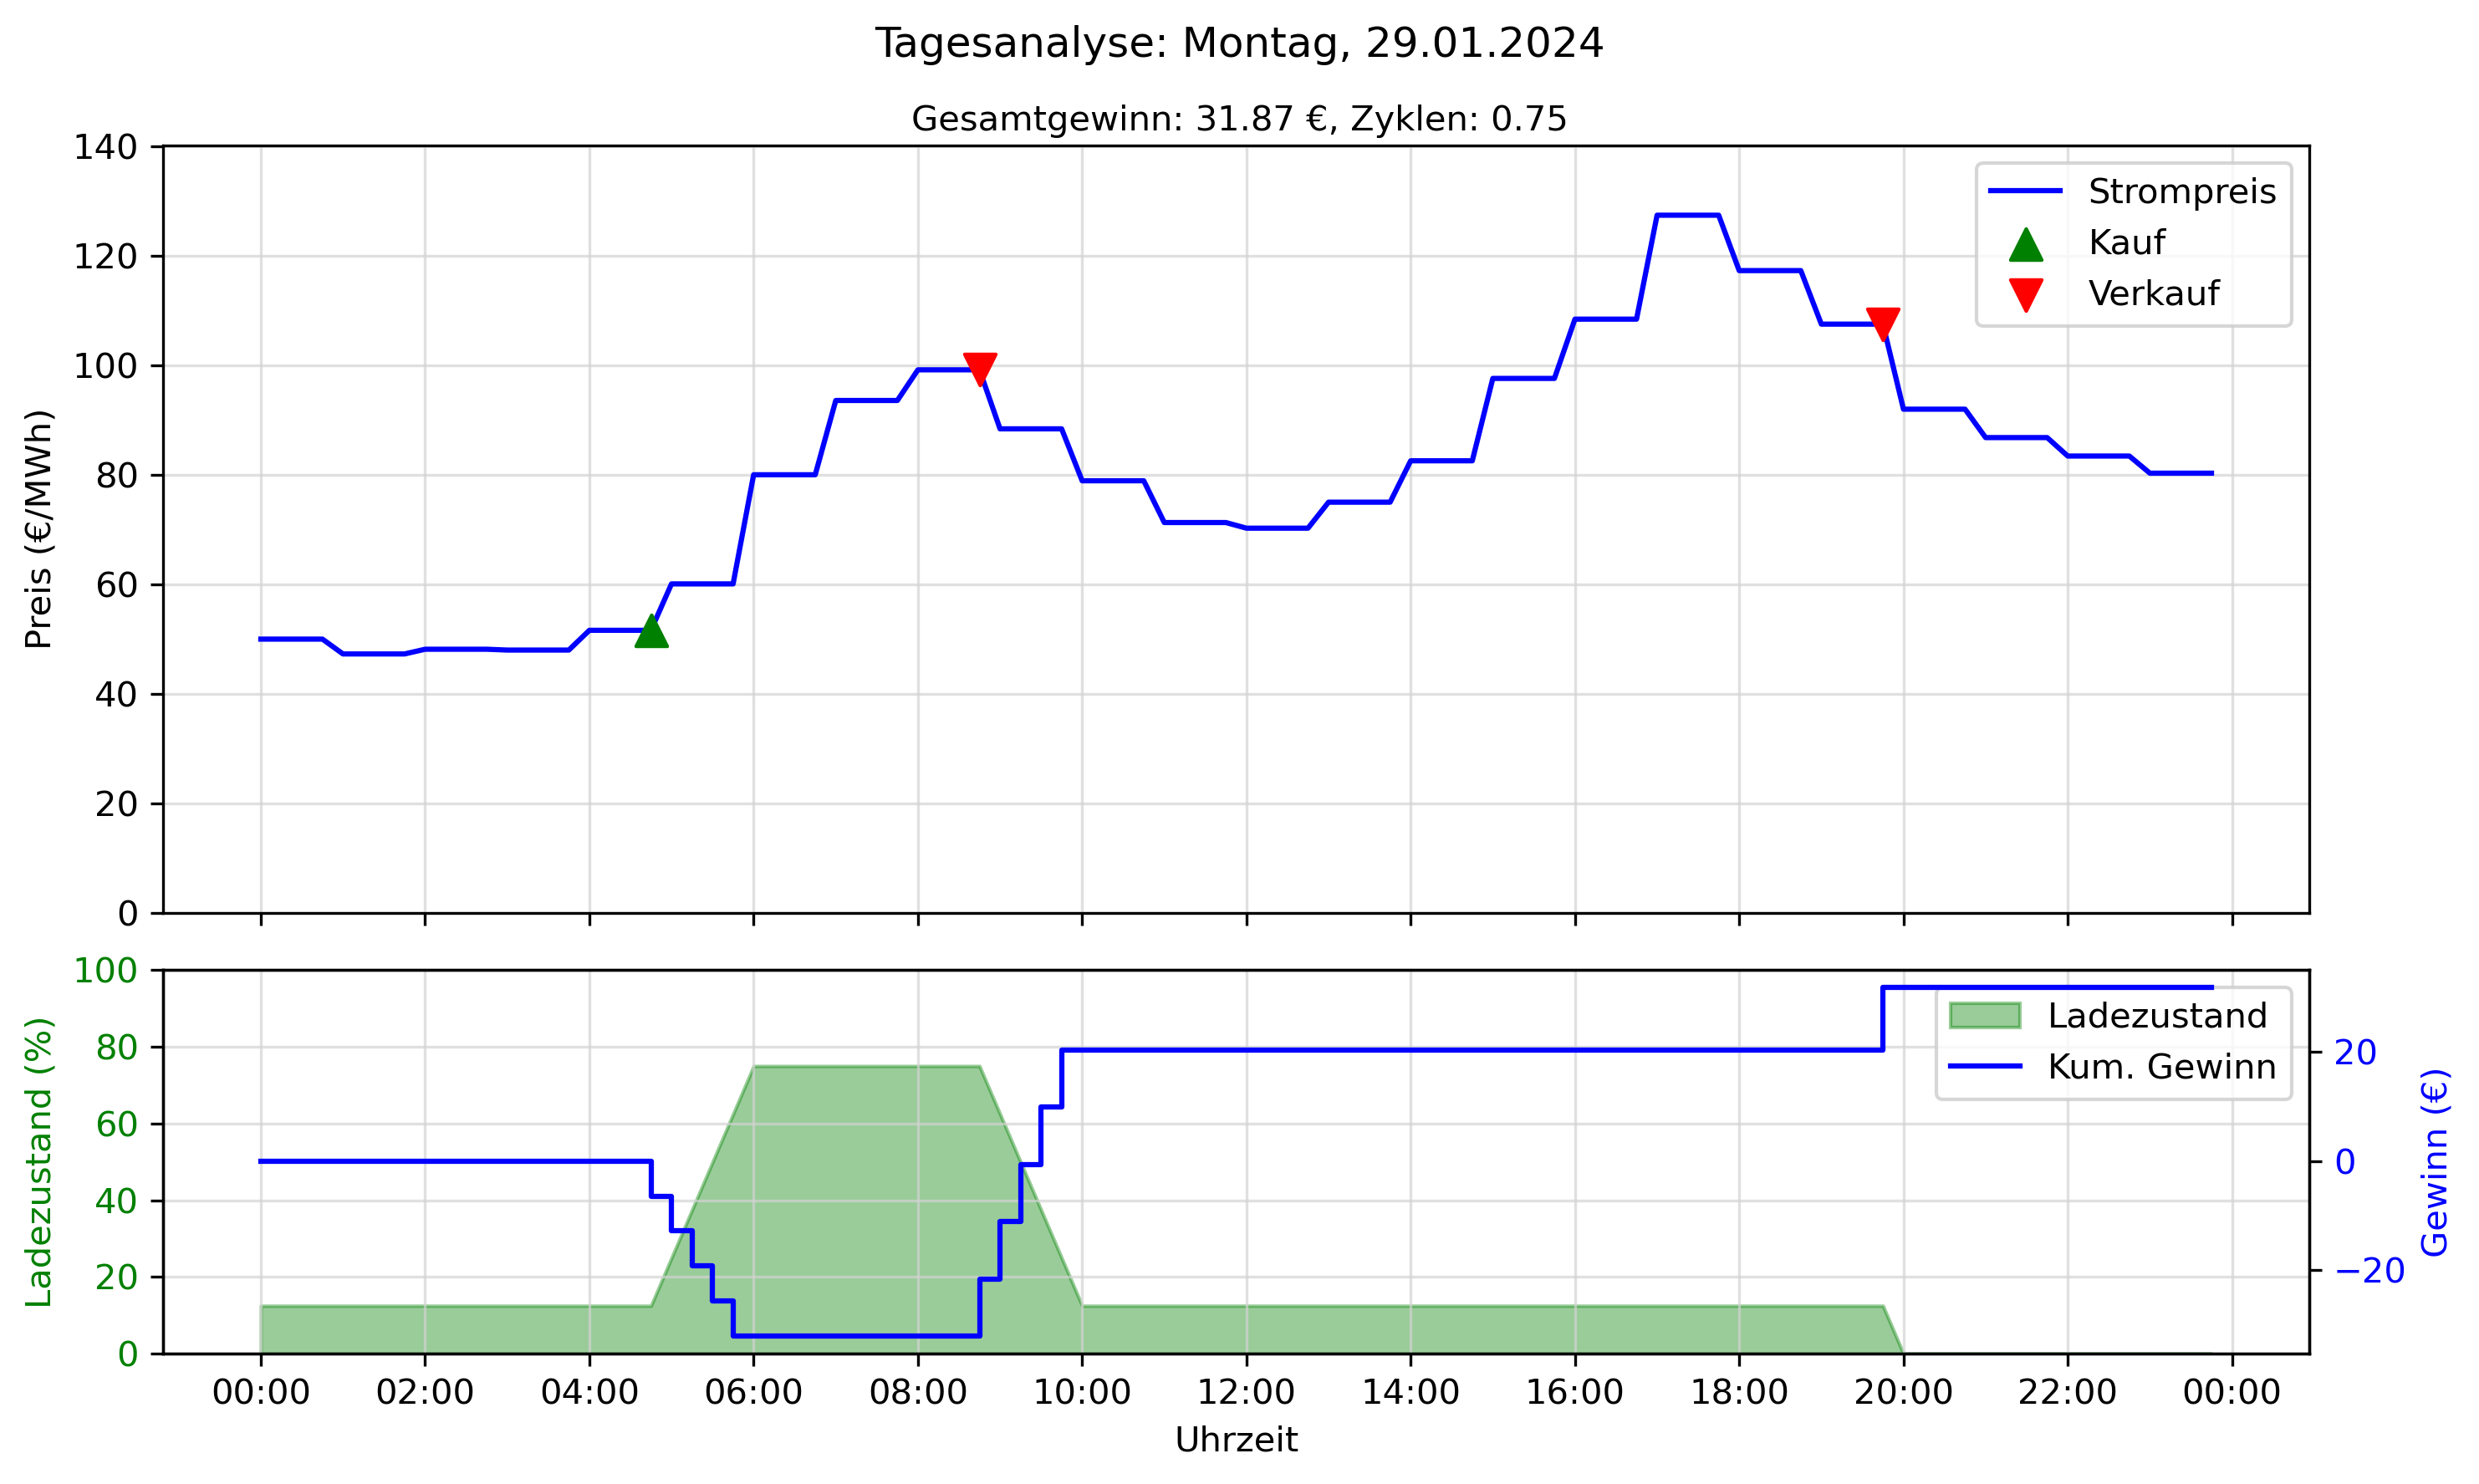 Tagesanalyse: Montag, 29.01.2024
Gesamtgewinn: 31.87 €, Zyklen: 0.75
Preis (€/MWh)
140
120
100
80
60
40
20
0
Strompreis
Kauf
Verkauf
Ladezustand (%)
100
80
60
40
20
0
Ladezustand
Kum. Gewinn
20
0
−20
Gewinn (€)
00:00 02:00 04:00 06:00 08:00 10:00 12:00 14:00 16:00 18:00 20:00 22:00 00:00
Uhrzeit